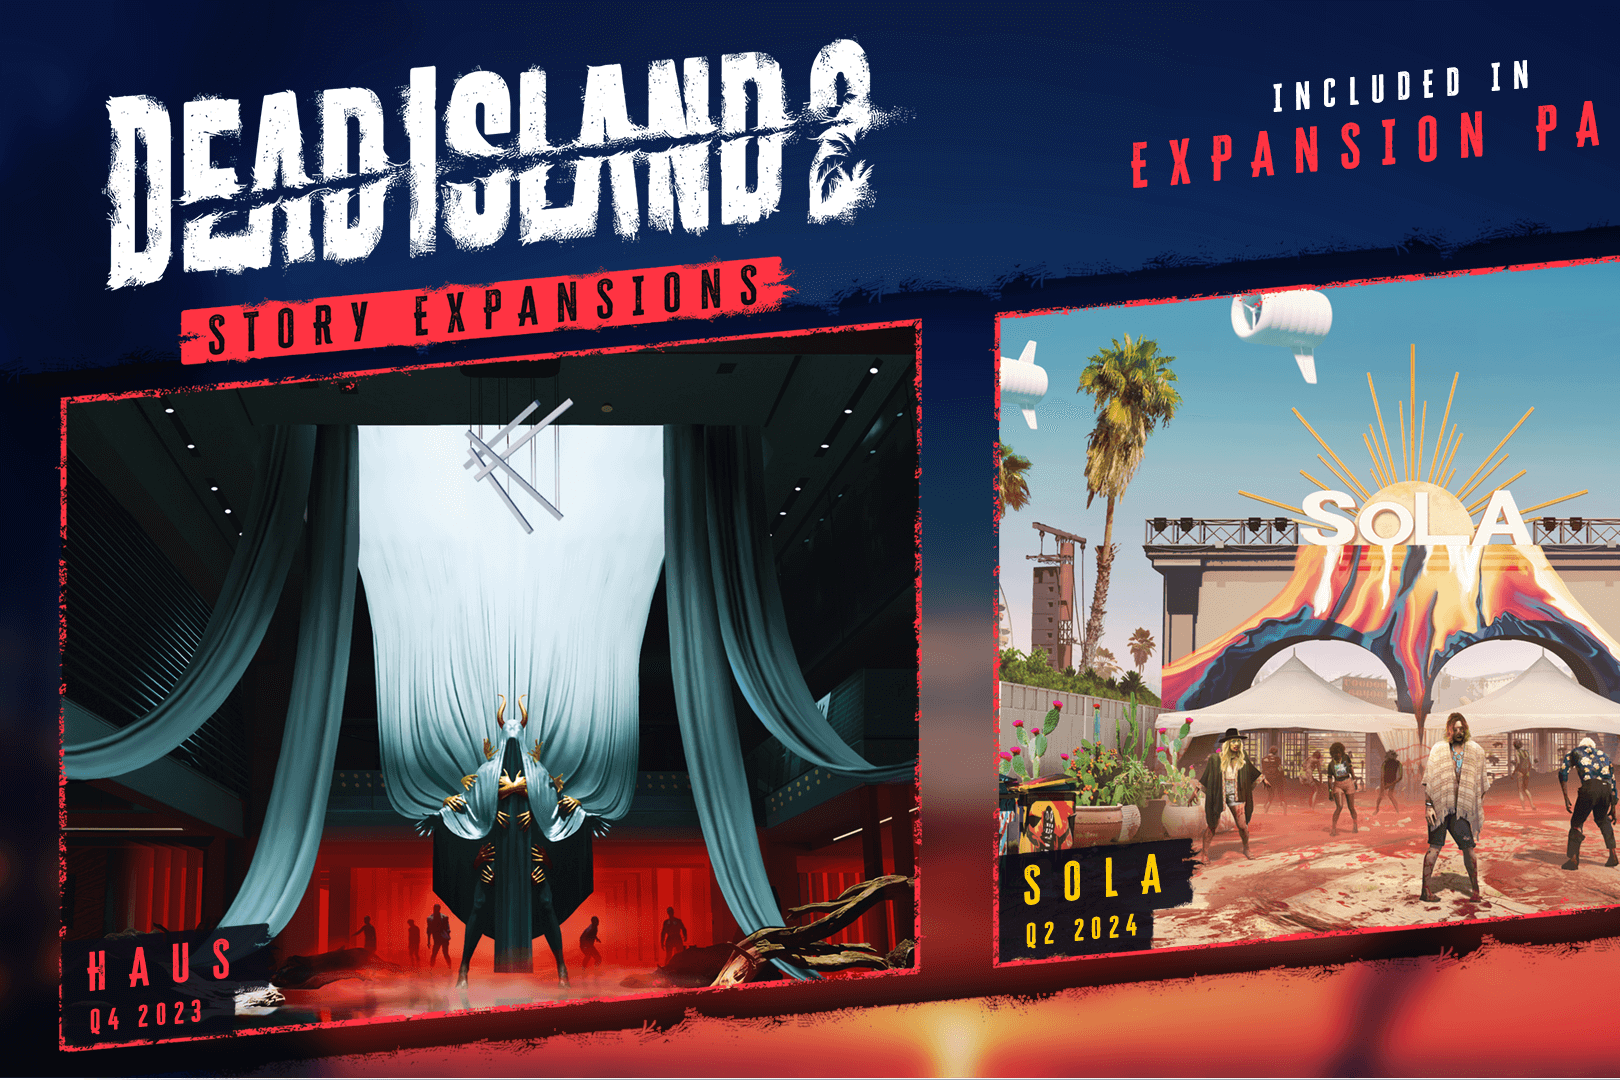 DEAD ISLAND 2
STORY EXPANSIONS
INCLUDED IN
EXPANSION PA
HAUS
Q4 2023
SOLA
SOLA
Q2 2024